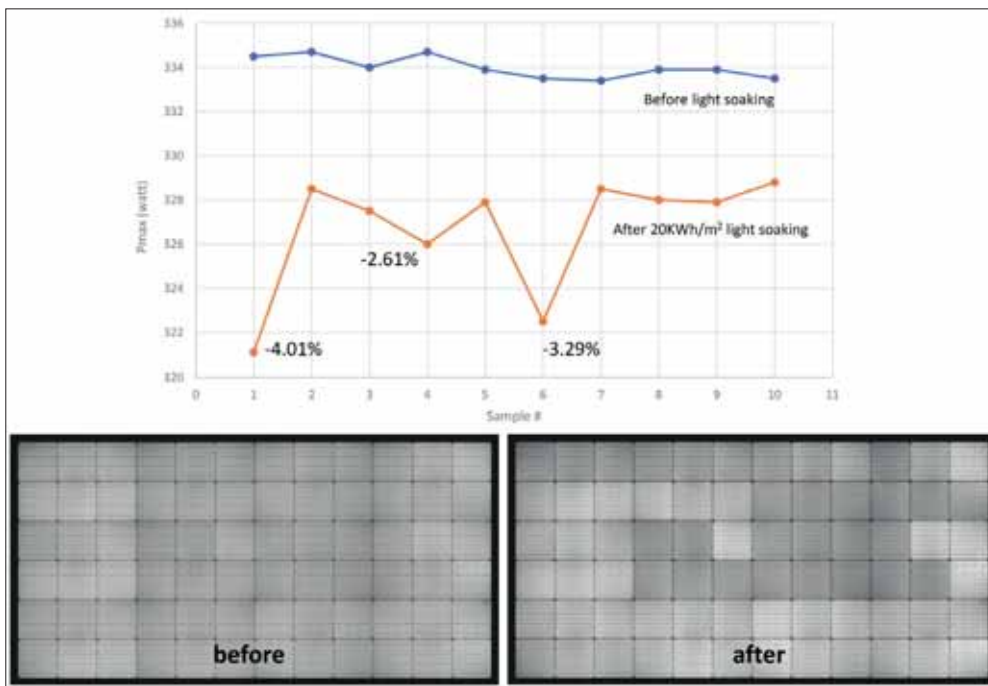 336
334
332
330
328
326
324
322
320
Pmax (watt)
Before light soaking
After 20KWh/m² light soaking
-2.61%
-4.01%
-3.29%
0 1 2 3 4 5 6 7 8 9 10 11
Sample #
before
after